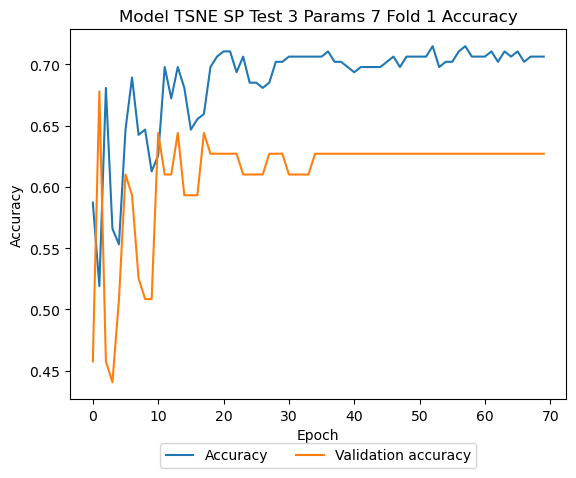 Model TSNE SP Test 3 Params 7 Fold 1 Accuracy
0.70
0.65
0.60
0.55
0.50
0.45
Accuracy
0 10 20 30 40 50 60 70
Epoch
Accuracy Validation accuracy